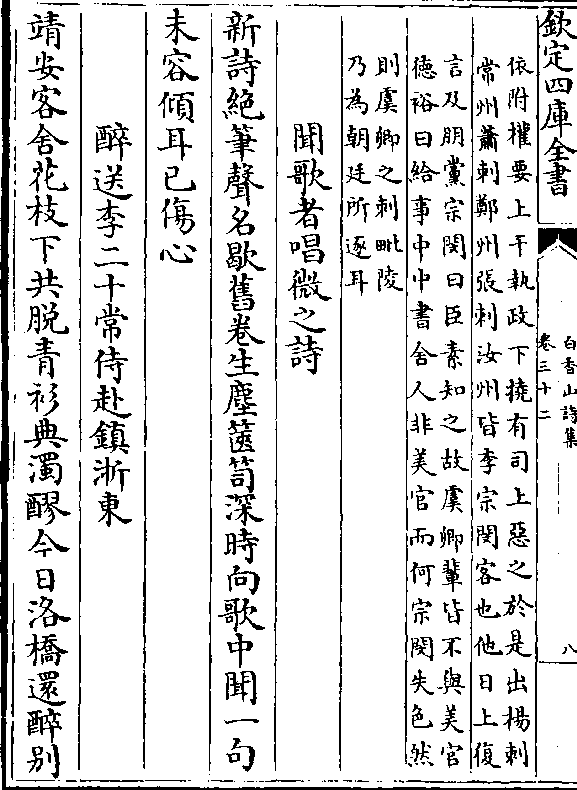 欽定四庫全書
白香山詩集
卷三十二
八
依附權要上干執政下撓有司上惡之於是出楊刺
常州蕭刺鄭州張刺汝州皆李宗閔客也他日上復
言及朋黨宗閔曰臣素知之故虞卿輩皆不與美官
徳裕曰給事中中書舍人非美官而何宗閔失色然
則虞卿之刺毗陵
乃為朝廷所逐耳
聞歌者唱微之詩
新詩絶筆聲名歇舊卷生塵篋笥深時向歌中聞一句
未容傾耳已傷心
醉送李二十常侍赴鎮浙東
靖安客舍花枝下共脱青衫典濁醪今日洛橋還醉别